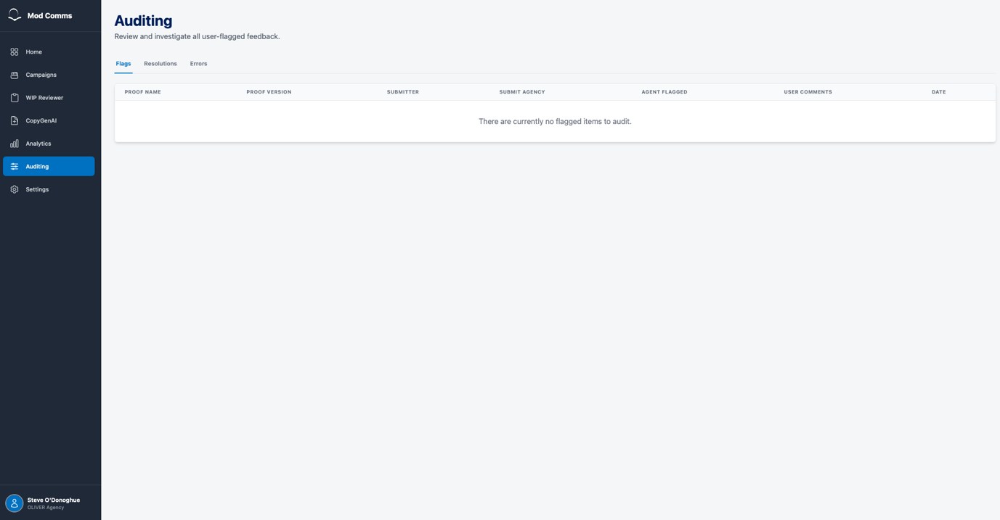 Mod Comms
Home
Campaigns
WIP Reviewer
CopyGenAI
Analytics
Auditing
Settings
Steve O'Donoghue
OLIVER Agency
Auditing
Review and investigate all user-flagged feedback.
Flags Resolutions Errors
PROOF NAME PROOF VERSION SUBMITTER SUBMIT AGENCY AGENT FLAGGED USER COMMENTS DATE
There are currently no flagged items to audit.